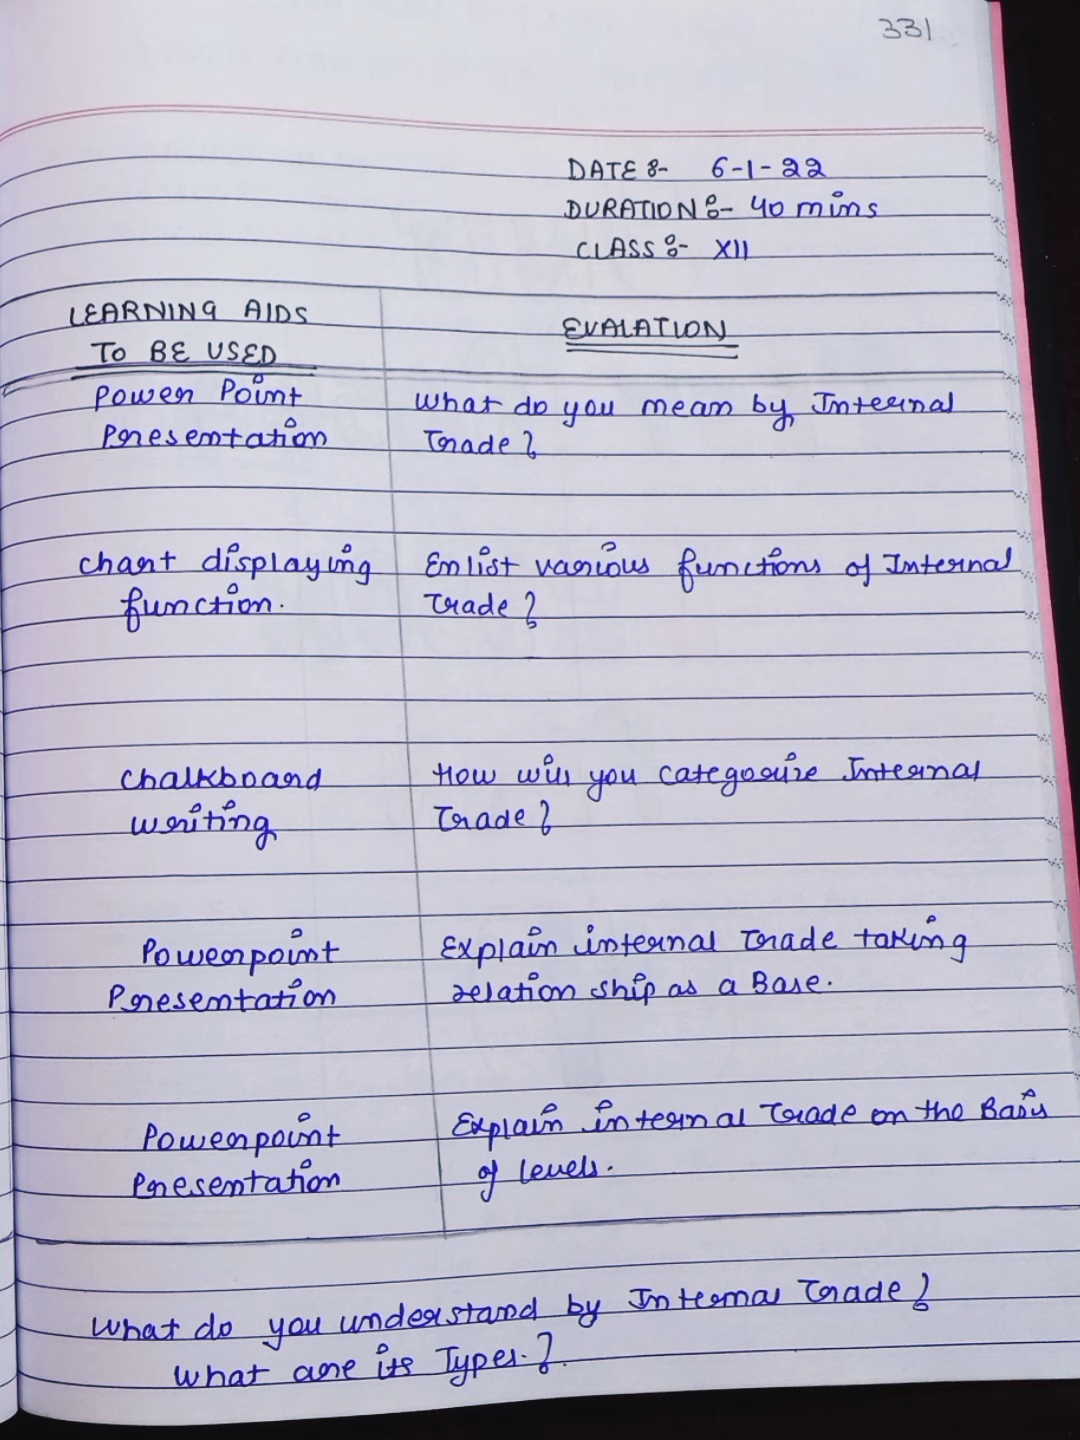 331
DATE :- 6-1-22
DURATION :- 40 mins
CLASS :- XII
LEARNING AIDS
TO BE USED
EVALATION
Power Point
Presentation
What do you mean by Internal
Trade?
Chart displaying
function.
Enlist various functions of Internal
Trade?
Chalkboard
writing
How will you categorize Internal
Trade?
Powerpoint
Presentation
Explain internal Trade taking
relation ship as a Base.
Powerpoint
Presentation
Explain internal Trade on the Basis
of levels.
What do you understand by Internal Trade?
What are its Types.?